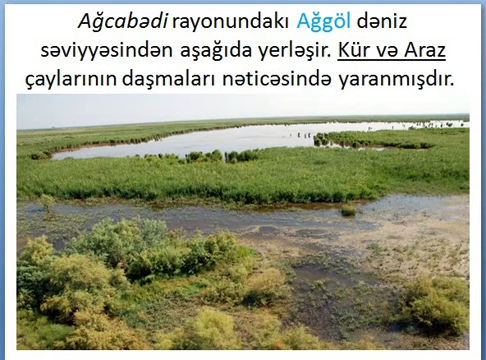 Ağcabədi rayonundakı Ağgöl dəniz
səviyyəsindən aşağıda yerləşir. Kür və Araz
çaylarının daşmaları nəticəsində yaranmışdır.